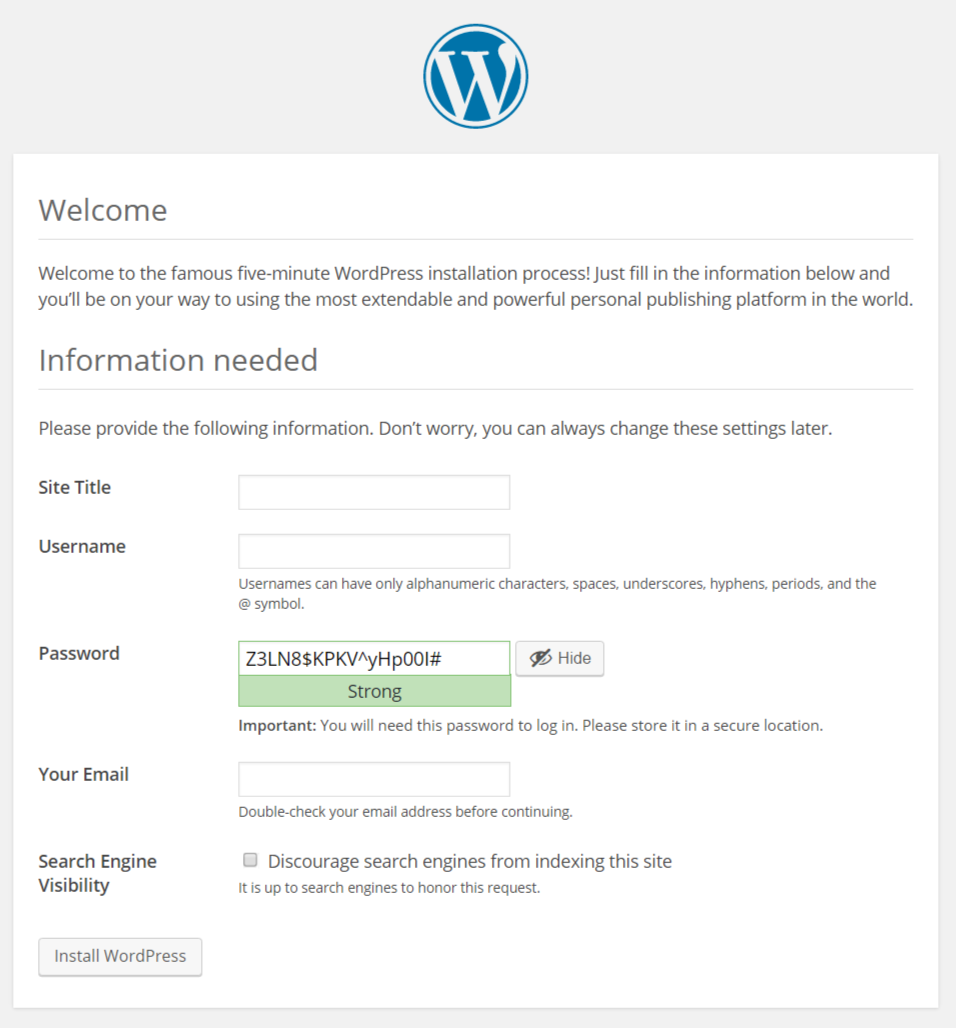 Welcome
Welcome to the famous five-minute WordPress installation process! Just fill in the information below and
you’ll be on your way to using the most extendable and powerful personal publishing platform in the world.
Information needed
Please provide the following information. Don’t worry, you can always change these settings later.
Site Title
Username
Usernames can have only alphanumeric characters, spaces, underscores, hyphens, periods, and the
@ symbol.
Password
Z3LN8$KPKV^yHp00I#
Hide
Strong
Important: You will need this password to log in. Please store it in a secure location.
Your Email
Double-check your email address before continuing.
Search Engine
Visibility
Discourage search engines from indexing this site
It is up to search engines to honor this request.
Install WordPress